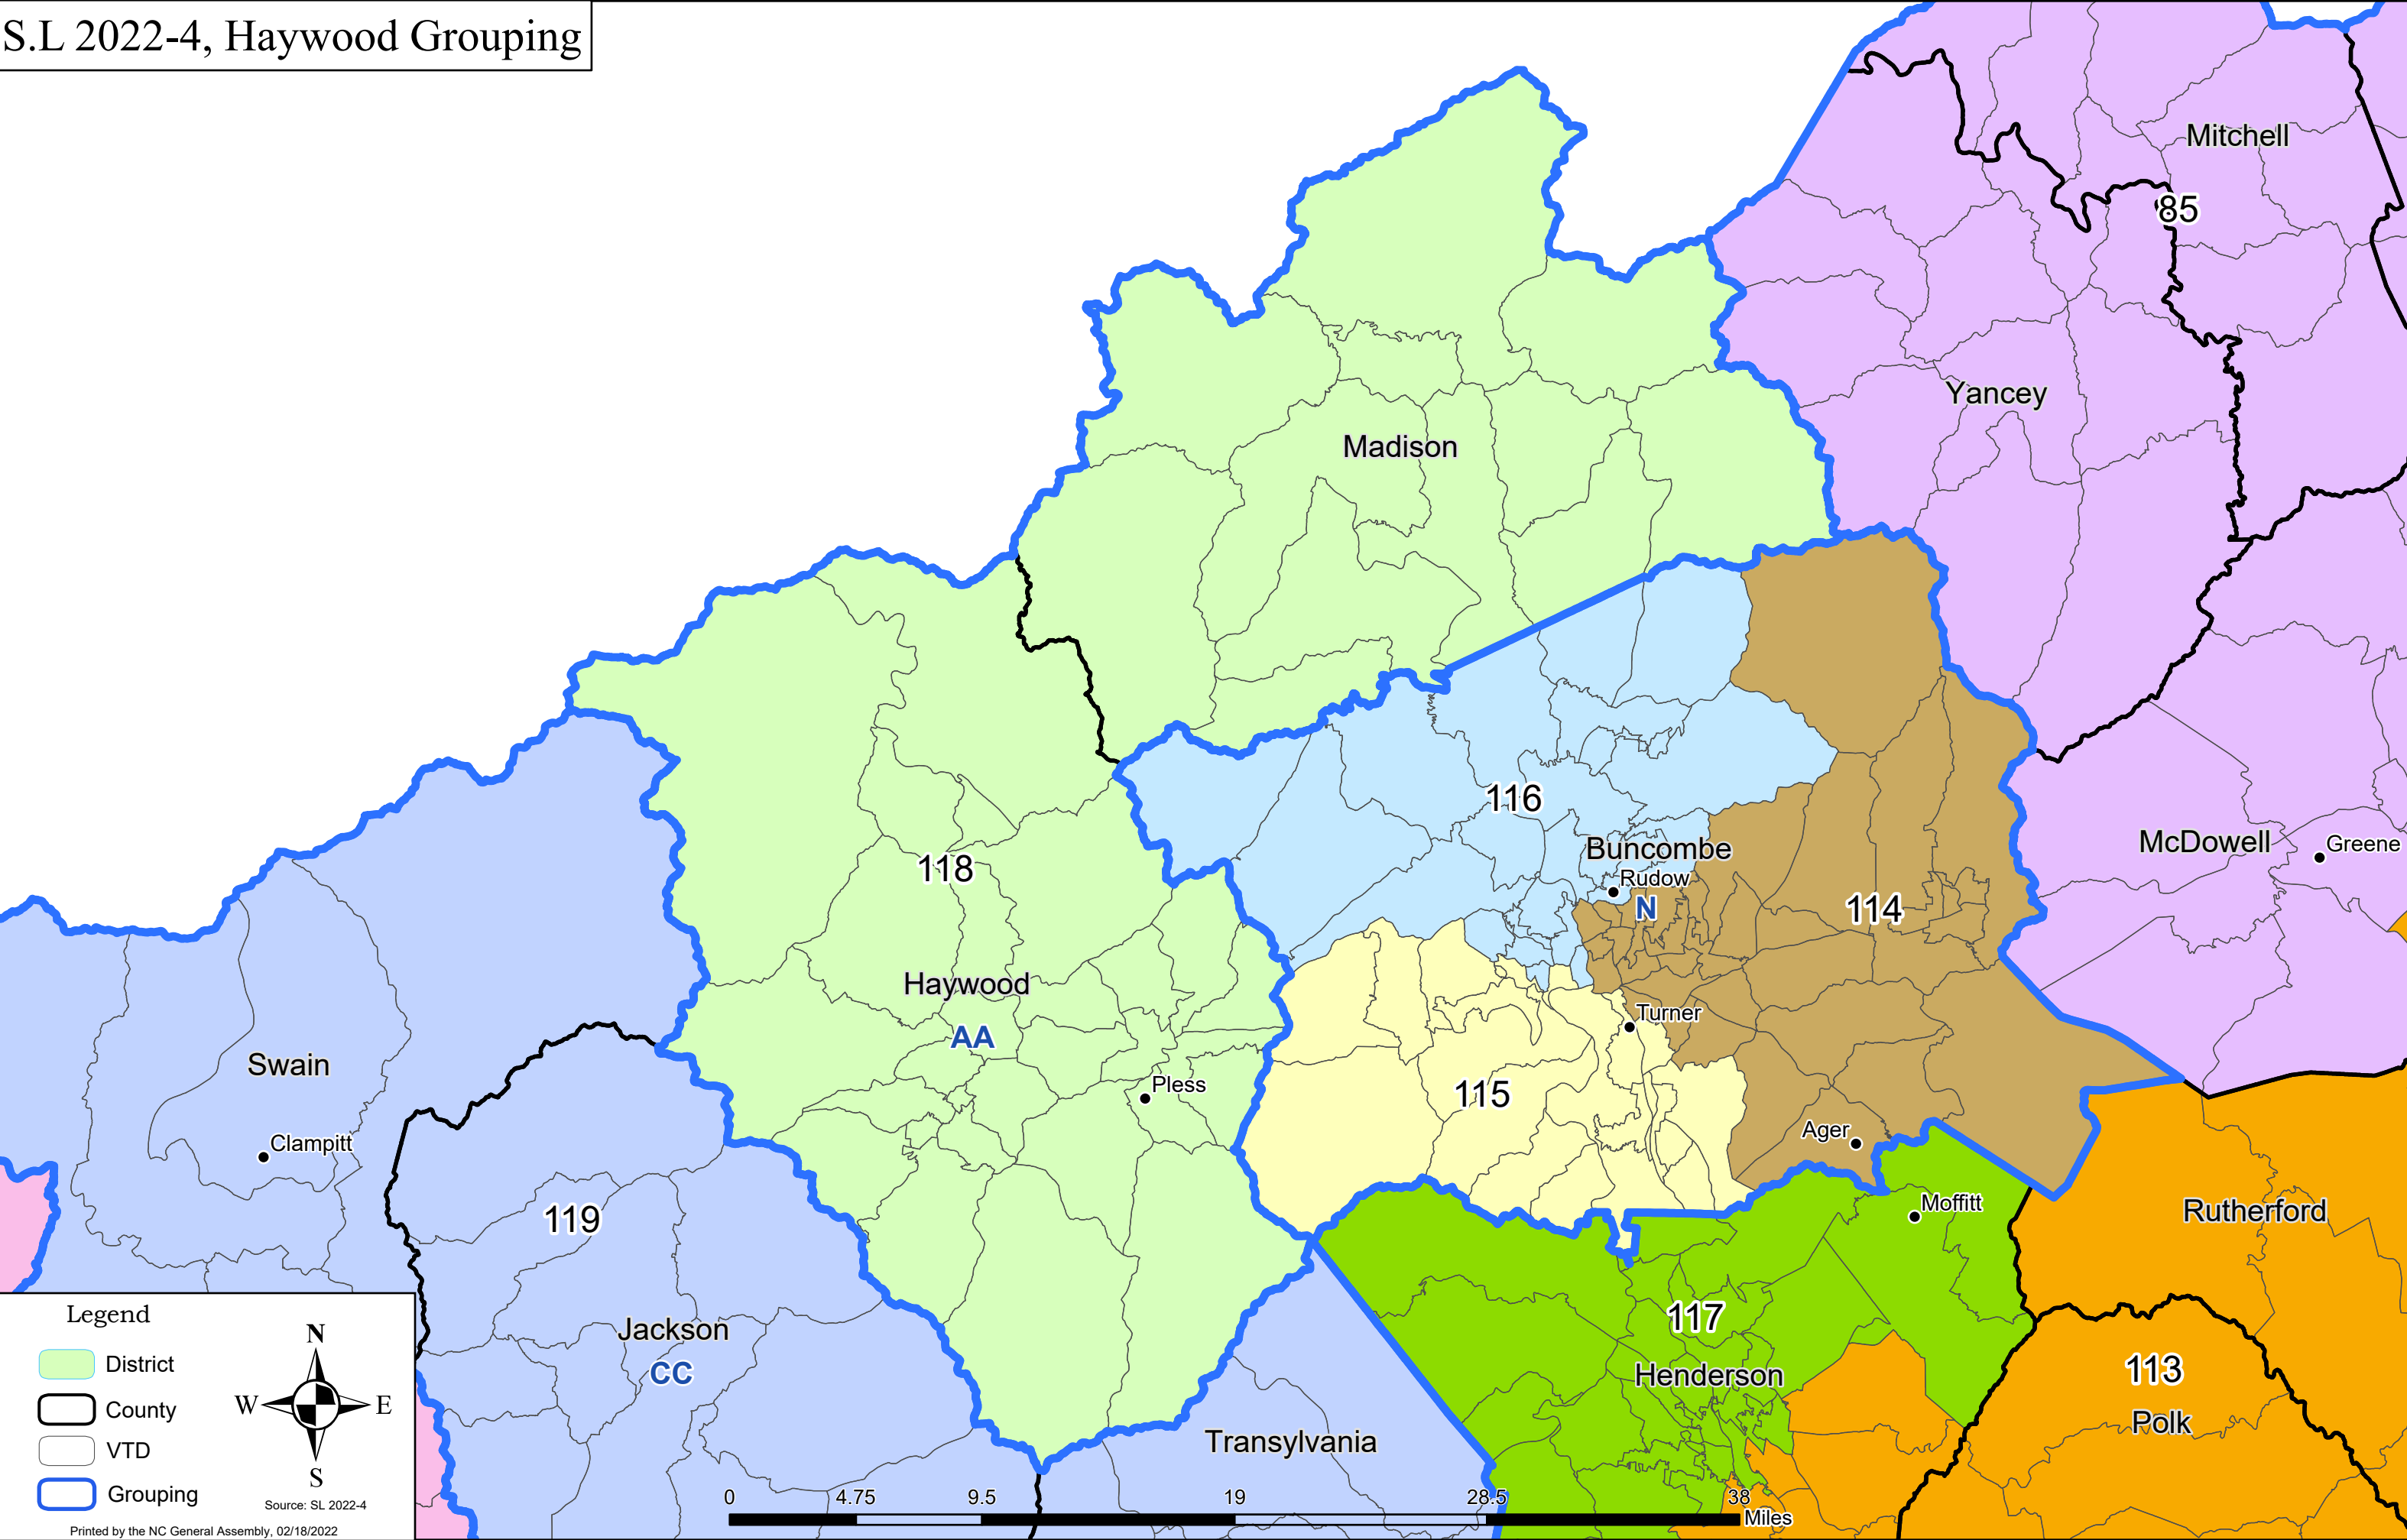 S.L 2022-4, Haywood Grouping
Mitchell
85
Yancey
Madison
116
Buncombe
Rudow
N
114
McDowell
Greene
118
Haywood
AA
Pless
Turner
115
Ager
Swain
Clampitt
119
Jackson
CC
Transylvania
Moffitt
117
Henderson
Rutherford
113
Polk
Legend
District
County
VTD
Grouping
N
W
E
S
Source: SL 2022-4
Printed by the NC General Assembly, 02/18/2022
0 4.75 9.5 19 28.5 38
Miles